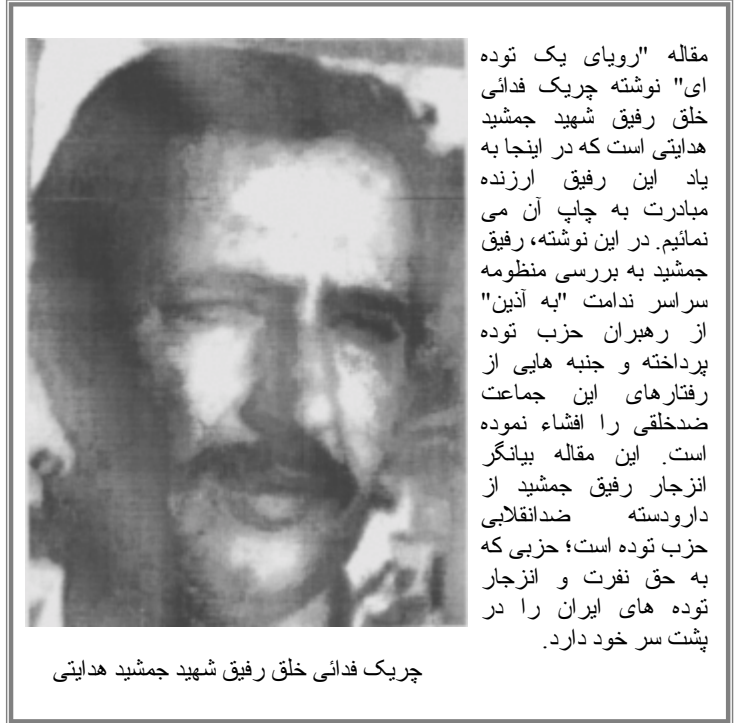 مقاله "رویای یک توده
ای" نوشته چریک فدائی
خلق رفیق شهید جمشید
هدایتی است که در اینجا به
یاد این رفیق ارزنده
مبادرت به چاپ آن می
نمائیم. در این نوشته، رفیق
جمشید به بررسی منظومه
سراسر ندامت "به آذین"
از رهبران حزب توده
پرداخته و جنبه هایی از
رفتارهای این جماعت
ضدخلقی را افشاء نموده
است. این مقاله بیانگر
انزجار رفیق جمشید از
دارودسته ضدانقلابی
حزب توده است؛ حزبی که
به حق نفرت و انزجار
توده های ایران را در
پشت سر خود دارد.
چریک فدائی خلق رفیق شهید جمشید هدایتی